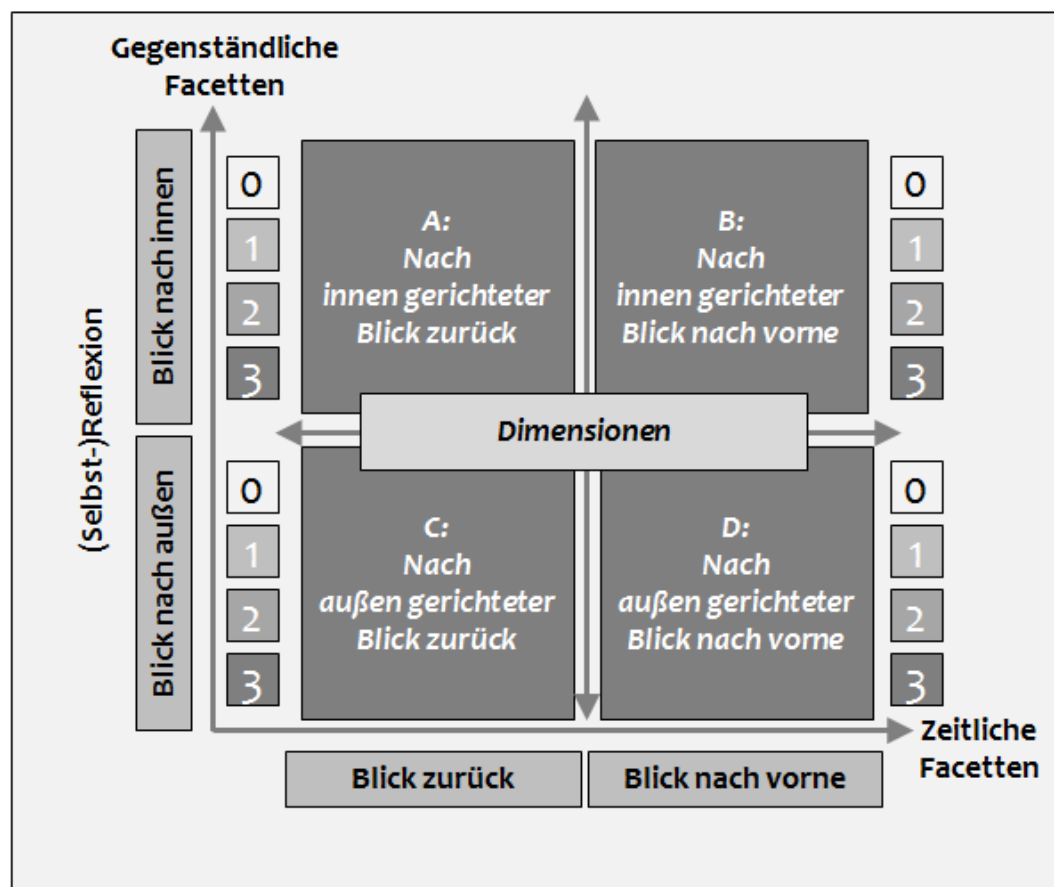 Gegenständliche
Facetten
(Selbst-)Reflexion
Blick nach innen
0
1
2
3
A:
Nach
innen gerichteter
Blick zurück
B:
Nach
innen gerichteter
Blick nach vorne
0
1
2
3
Dimensionen
Blick nach außen
0
1
2
3
C:
Nach
außen gerichteter
Blick zurück
D:
Nach
außen gerichteter
Blick nach vorne
0
1
2
3
Zeitliche
Facetten
Blick zurück
Blick nach vorne